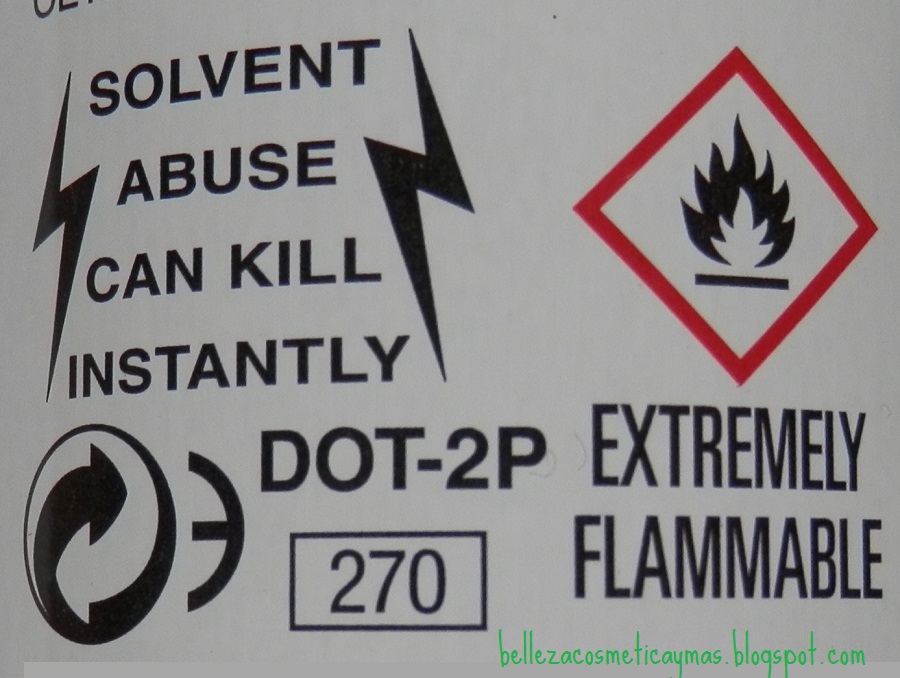 SOLVENT
ABUSE
CAN KILL
INSTANTLY
DOT-2P
270
EXTREMELY
FLAMMABLE
bellezacosmeticaymas.blogspot.com